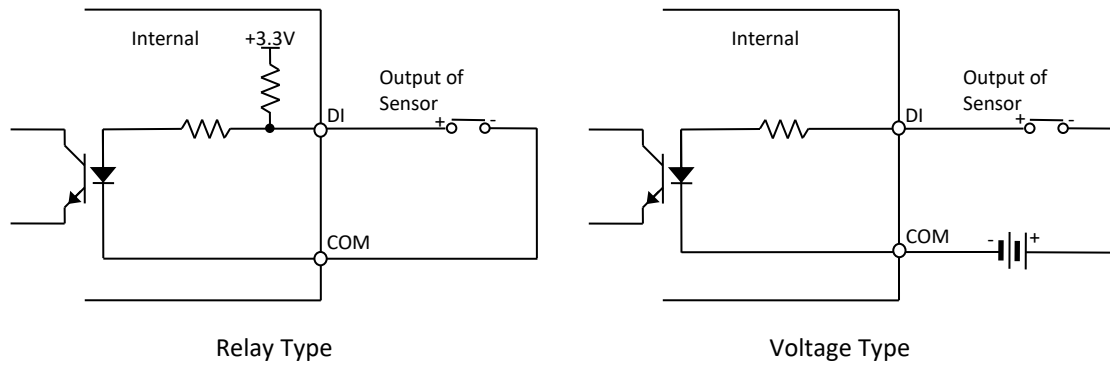 Internal
+3.3V
Output of
Sensor
DI
+
-
COM
Relay Type
Internal
Output of
Sensor
DI
+
-
COM
-
+
Voltage Type